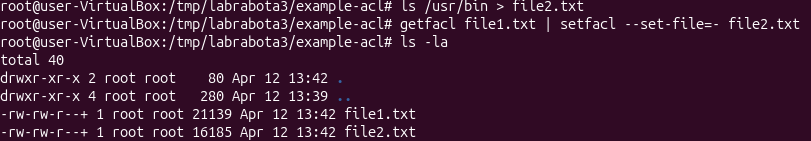 root@user-VirtualBox:/tmp/labrabota3/example-acl# ls /usr/bin > file2.txt
root@user-VirtualBox:/tmp/labrabota3/example-acl# getfacl file1.txt | setfacl --set-file=- file2.txt
root@user-VirtualBox:/tmp/labrabota3/example-acl# ls -la
total 40
drwxr-xr-x 2 root root    80 Apr 12 13:42 .
drwxr-xr-x 4 root root   280 Apr 12 13:39 ..
-rw-rw-r--+ 1 root root 21139 Apr 12 13:42 file1.txt
-rw-rw-r--+ 1 root root 16185 Apr 12 13:42 file2.txt